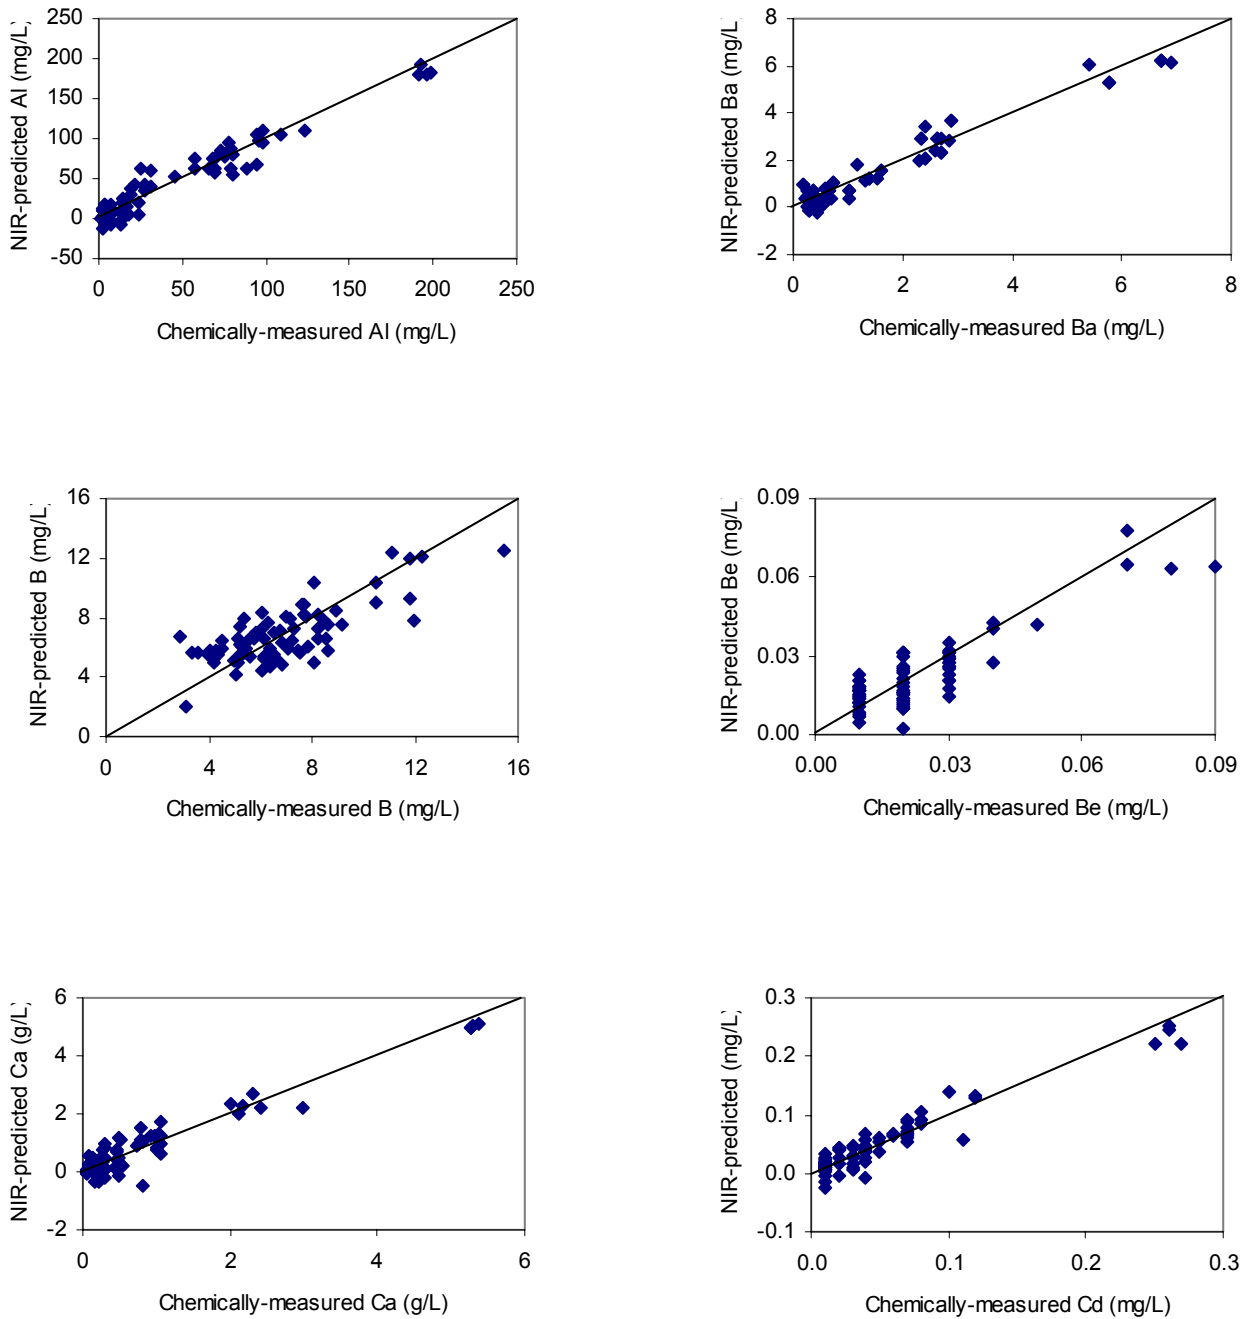 NIR-predicted Al (mg/L)
250
200
150
100
50
0
-50
0 50 100 150 200 250
Chemically-measured Al (mg/L)
NIR-predicted Ba (mg/L
8
6
4
2
0
-2
0 2 4 6 8
Chemically-measured Ba (mg/L)
NIR-predicted B (mg/L)
16
12
8
4
0
0 4 8 12 16
Chemically-measured B (mg/L)
NIR-predicted Be (mg/L)
0.09
0.06
0.03
0.00
0.00 0.03 0.06 0.09
Chemically-measured Be (mg/L)
NIR-predicted Ca (g/L)
6
4
2
0
-2
0 2 4 6
Chemically-measured Ca (g/L)
NIR-predicted (mg/L)
0.3
0.2
0.1
0.0
-0.1
0.0 0.1 0.2 0.3
Chemically-measured Cd (mg/L)